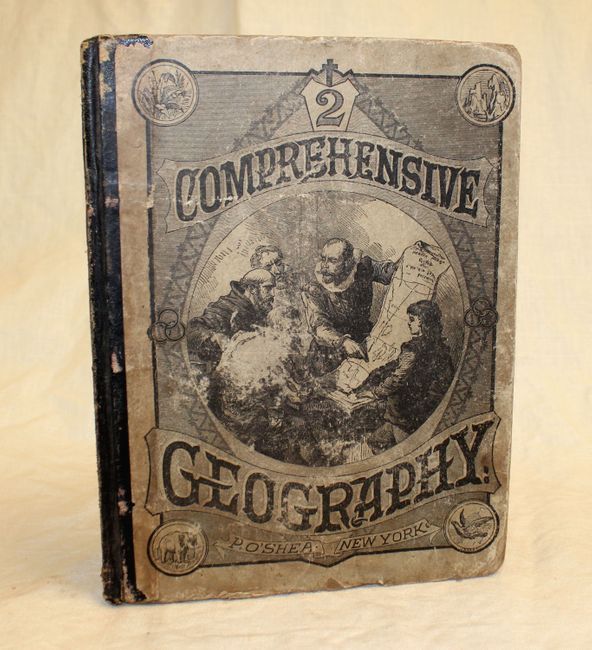 2
COMPREHENSIVE
GEOGRAPHY.
P. O'SHEA. NEW YORK